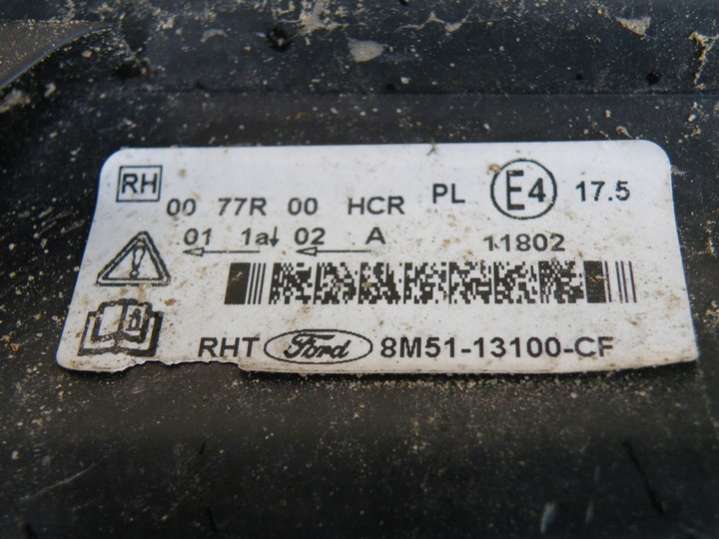 RH
00 77R 00 HCR PL E4 17.5
01 1a 02 A 11802
RHT Ford 8M51-13100-CF